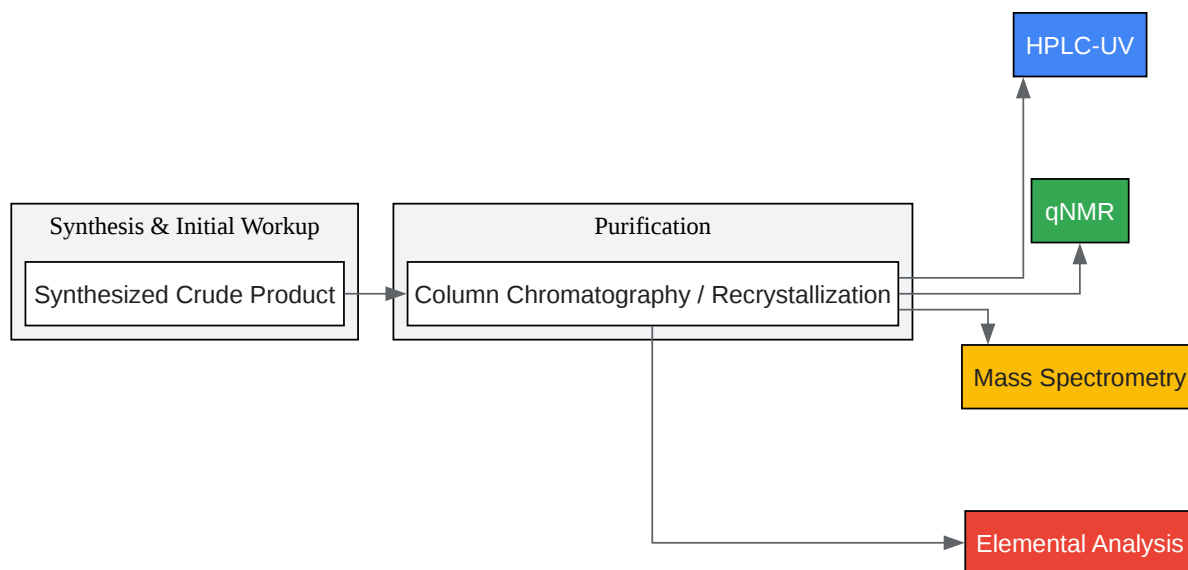 HPLC-UV
qNMR
Synthesis & Initial Workup
Purification
Synthesized Crude Product
Column Chromatography / Recrystallization
Mass Spectrometry
Elemental Analysis